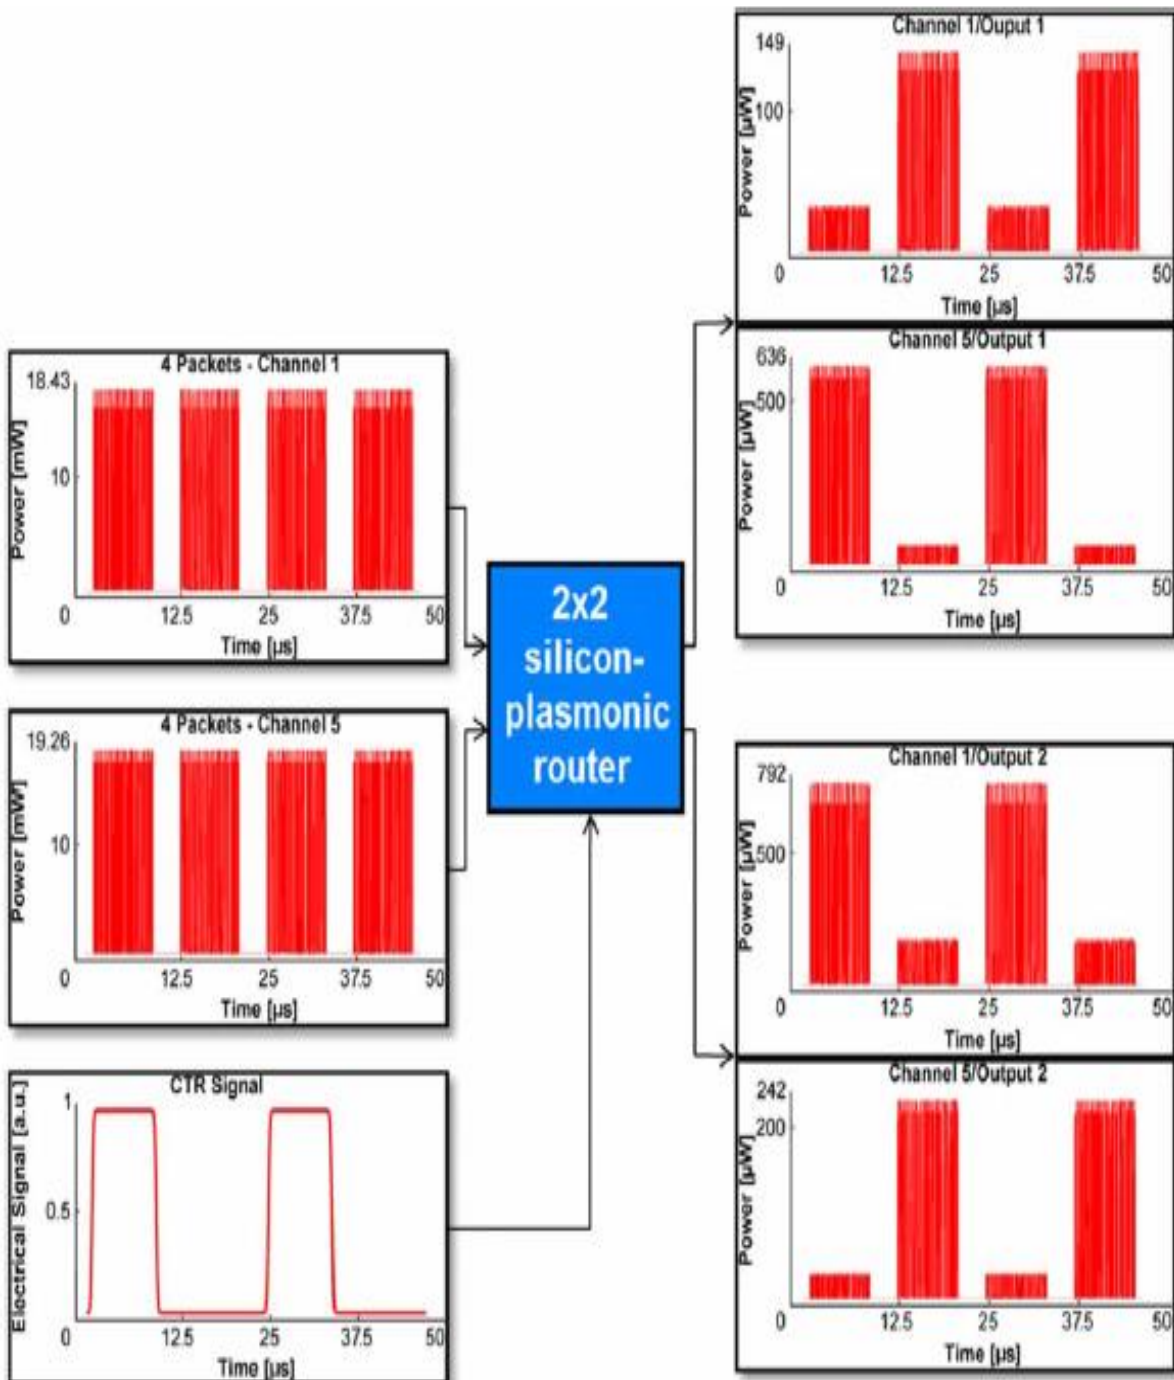 Channel 1/Ouput 1
149
100
Power [µW]
0 12.5 25 37.5 50
Time [µs]
Channel 5/Output 1
636
500
Power [µW]
0 12.5 25 37.5 50
Time [µs]
4 Packets - Channel 1
18.43
10
Power [mW]
0 12.5 25 37.5 50
Time [µs]
2x2
silicon-
plasmonic
router
4 Packets - Channel 5
19.26
10
Power [mW]
0 12.5 25 37.5 50
Time [µs]
Channel 1/Output 2
792
500
Power [µW]
0 12.5 25 37.5 50
Time [µs]
CTR Signal
1
0.5
Electrical Signal [a.u.]
0 12.5 25 37.5 50
Time [µs]
Channel 5/Output 2
242
200
Power [µW]
0 12.5 25 37.5 50
Time [µs]